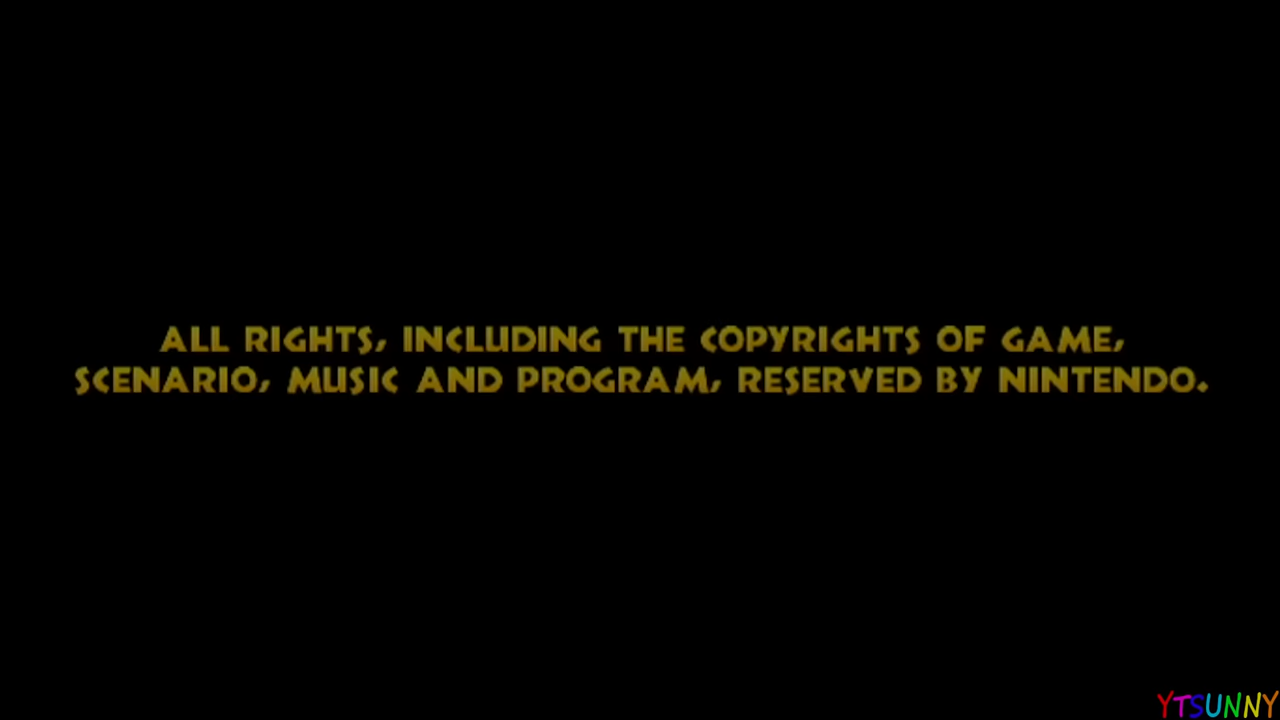 ALL RIGHTS, INCLUDING THE COPYRIGHTS OF GAME,
SCENARIO, MUSIC AND PROGRAM, RESERVED BY NINTENDO.
YTSUNNY